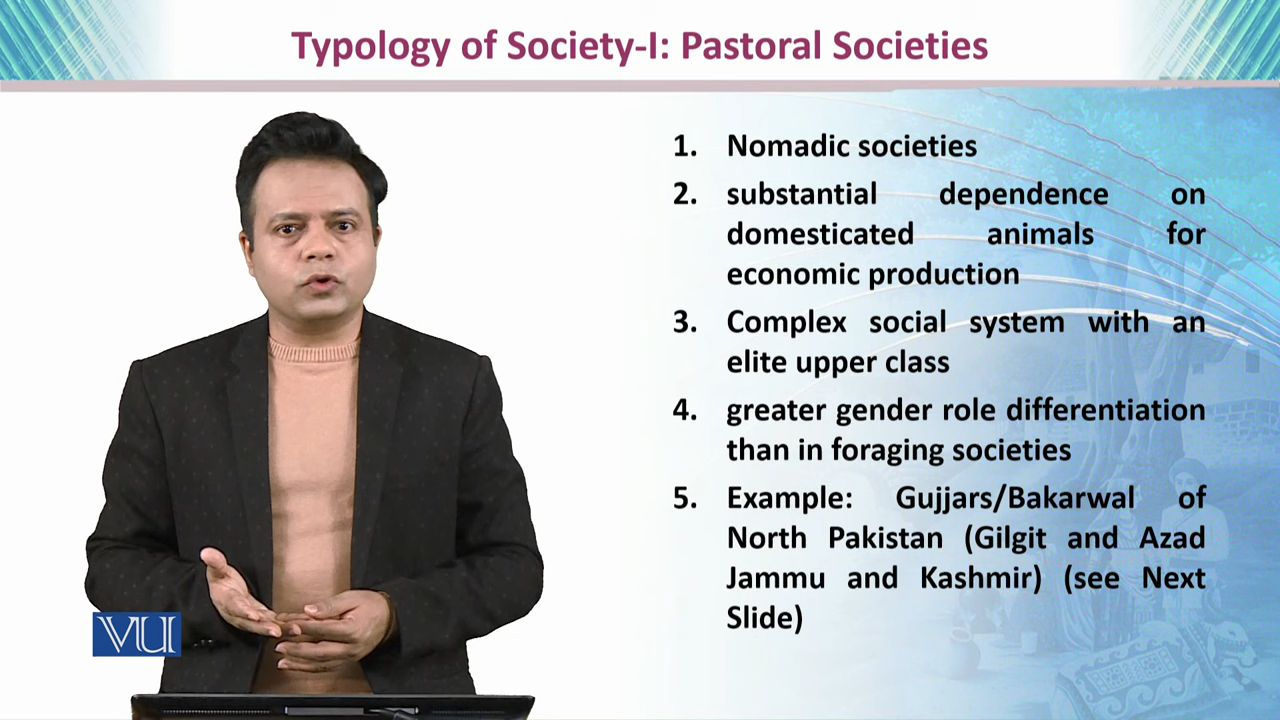 Typology of Society-I: Pastoral Societies
1. Nomadic societies
2. substantial dependence on
domesticated animals for
economic production
3. Complex social system with an
elite upper class
4. greater gender role differentiation
than in foraging societies
5. Example: Gujjars/Bakarwal of
North Pakistan (Gilgit and Azad
Jammu and Kashmir) (see Next
Slide)
VU